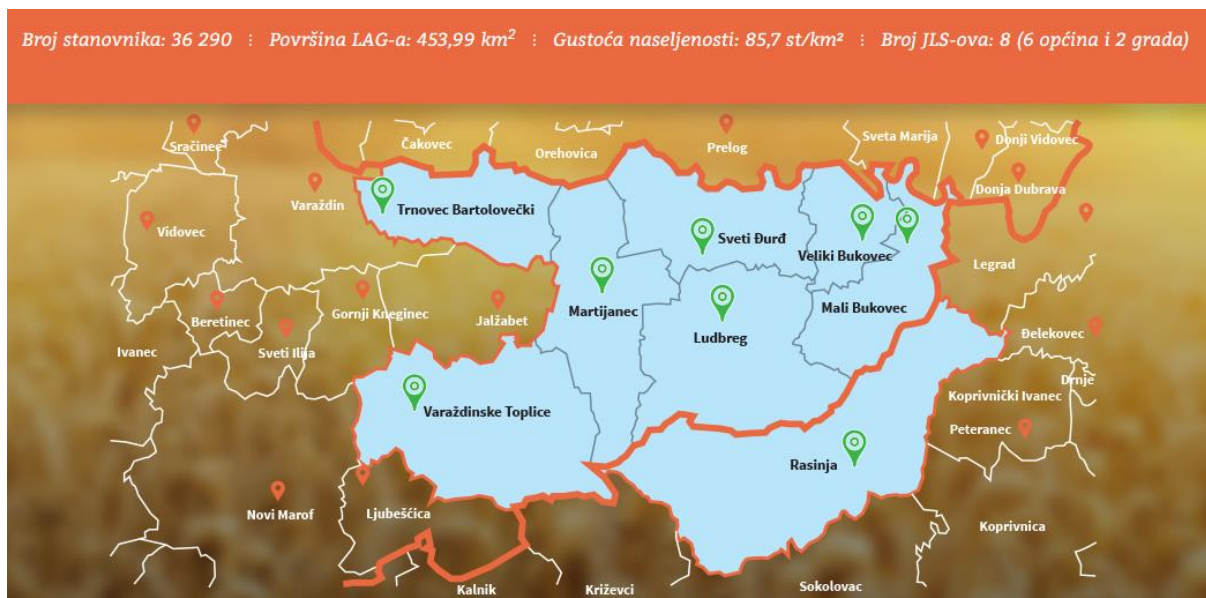 Broj stanovnika: 36 290 ⋮ Površina LAG-a: 453,99 km² ⋮ Gustoća naseljenosti: 85,7 st/km² ⋮ Broj JLS-ova: 8 (6 općina i 2 grada)
Sračinec
Čakovec
Orehovica
Prelog
Sveta Marija
Donji Vidovec
Donja Dubrava
Varaždin
Trnovec Bartolovečki
Vidovec
Sveti Đurđ
Veliki Bukovec
Legrad
Beretinec
Gornji Kneginec
Jalžabet
Martijanec
Ludbreg
Mali Bukovec
Ivanec
Sveti Ilija
Đelekovec
Drnje
Koprivnički Ivanec
Varaždinske Toplice
Peteranec
Rasinja
Novi Marof
Ljubešćica
Koprivnica
Kalnik
Križevci
Sokolovac